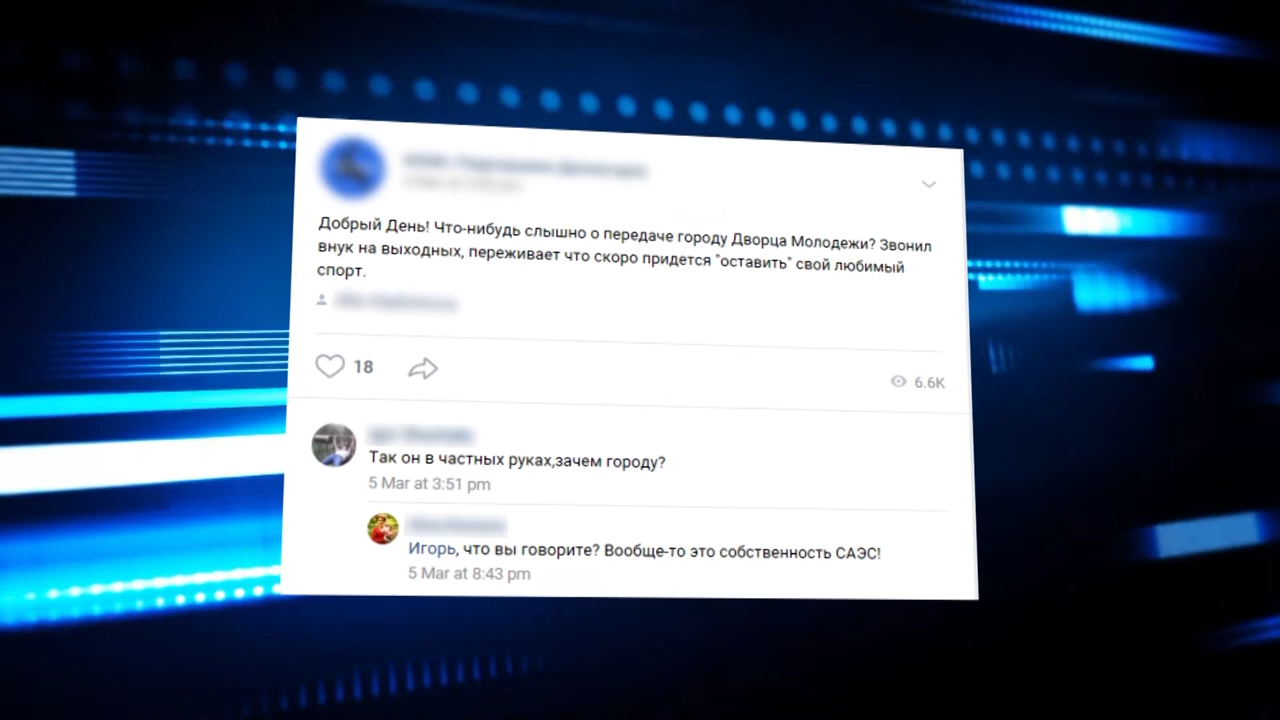 Добрый День! Что-нибудь слышно о передаче городу Дворца Молодежи? Звонил
внук на выходных, переживает что скоро придется "оставить" свой любимый
спорт.
18
6.6K
Так он в частных руках,зачем городу?
5 Mar at 3:51 pm
Игорь, что вы говорите? Вообще-то это собственность САЭС!
5 Mar at 8:43 pm